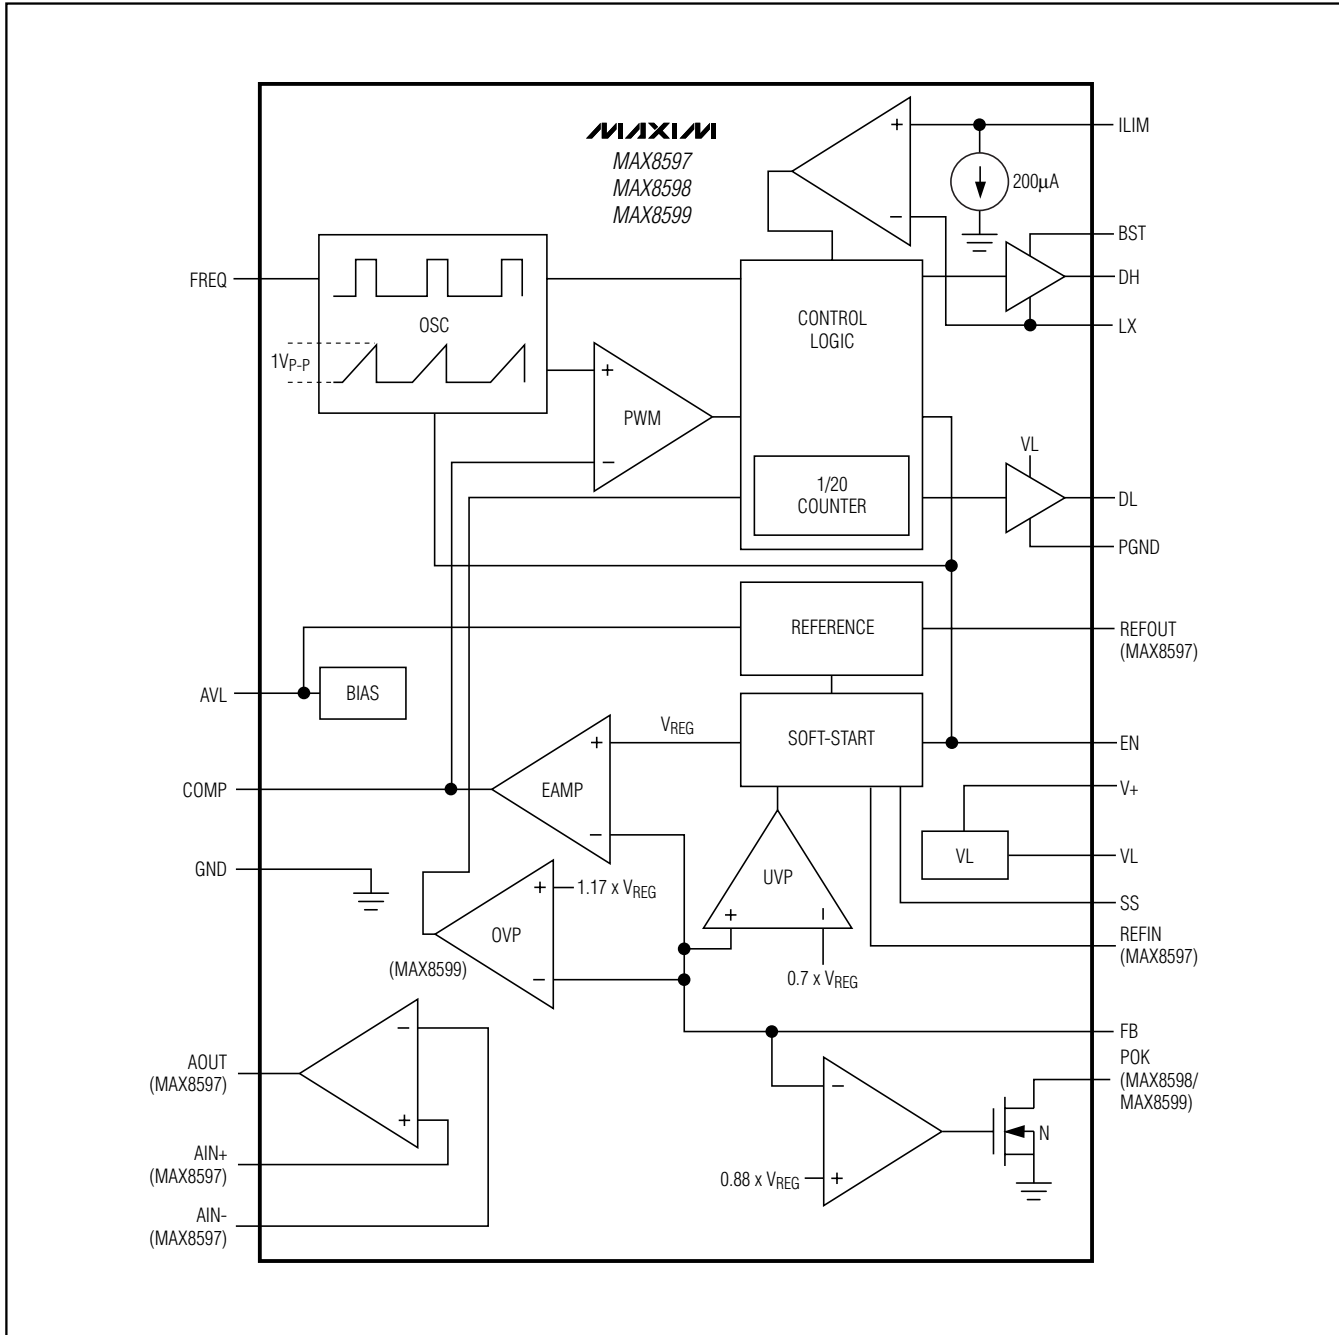 MAXIM
MAX8597
MAX8598
MAX8599
+
−
ILIM
200µA
BST
DH
LX
FREQ
OSC
1VP-P
+
−
PWM
CONTROL
LOGIC
1/20
COUNTER
VL
DL
PGND
REFERENCE
REFOUT
(MAX8597)
AVL
BIAS
VREG
SOFT-START
EN
COMP
EAMP
+
−
V+
VL
VL
GND
UVP
+
−
0.7 x VREG
SS
REFIN
(MAX8597)
+
1.17 x VREG
OVP
−
(MAX8599)
FB
POK
(MAX8598/
MAX8599)
AOUT
(MAX8597)
−
+
AIN+
(MAX8597)
AIN-
(MAX8597)
−
+
0.88 x VREG
N